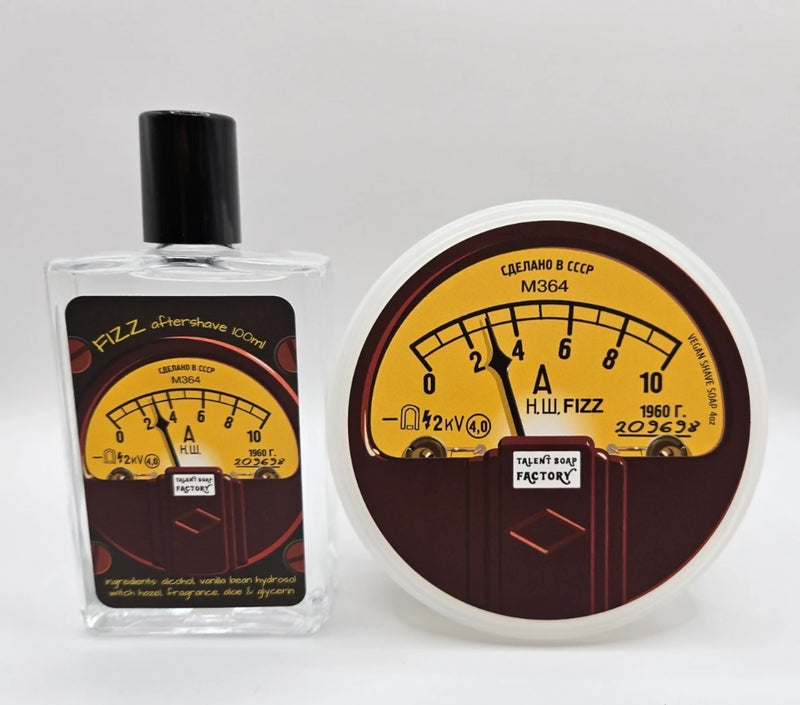 FIZZ aftershave 100ml
СДЕЛАНО В СССР
М364
0 2 4 6 8 10
А
Н.Ш.
2kV 4,0
1960 Г.
209698
TALENT SOAP
FACTORY
ingredients: alcohol, vanilla bean hydrosol
witch hazel, fragrance, aloe & glycerin
СДЕЛАНО В СССР
М364
0 2 4 6 8 10
А
Н.Ш. FIZZ
2kV 4,0
1960 Г.
209698
VEGAN SHAVE SOAP 4oz
TALENT SOAP
FACTORY